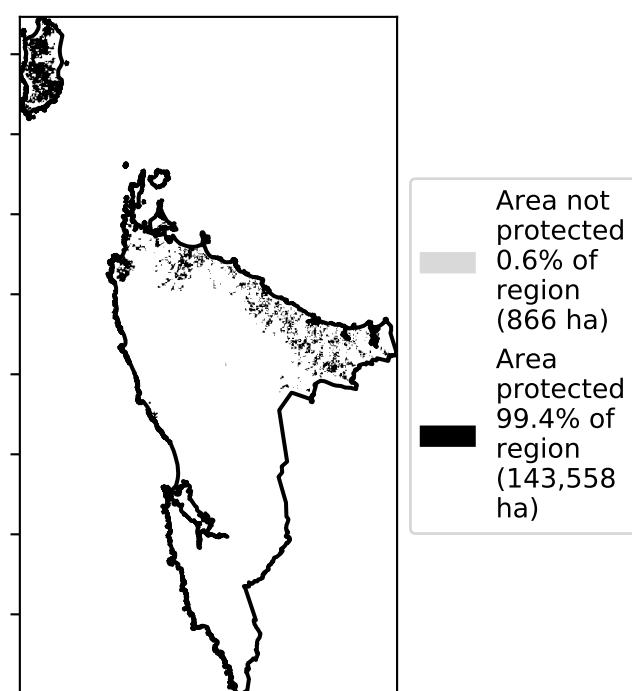 Area not
protected
0.6% of
region
(866 ha)
Area
protected
99.4% of
region
(143,558
ha)